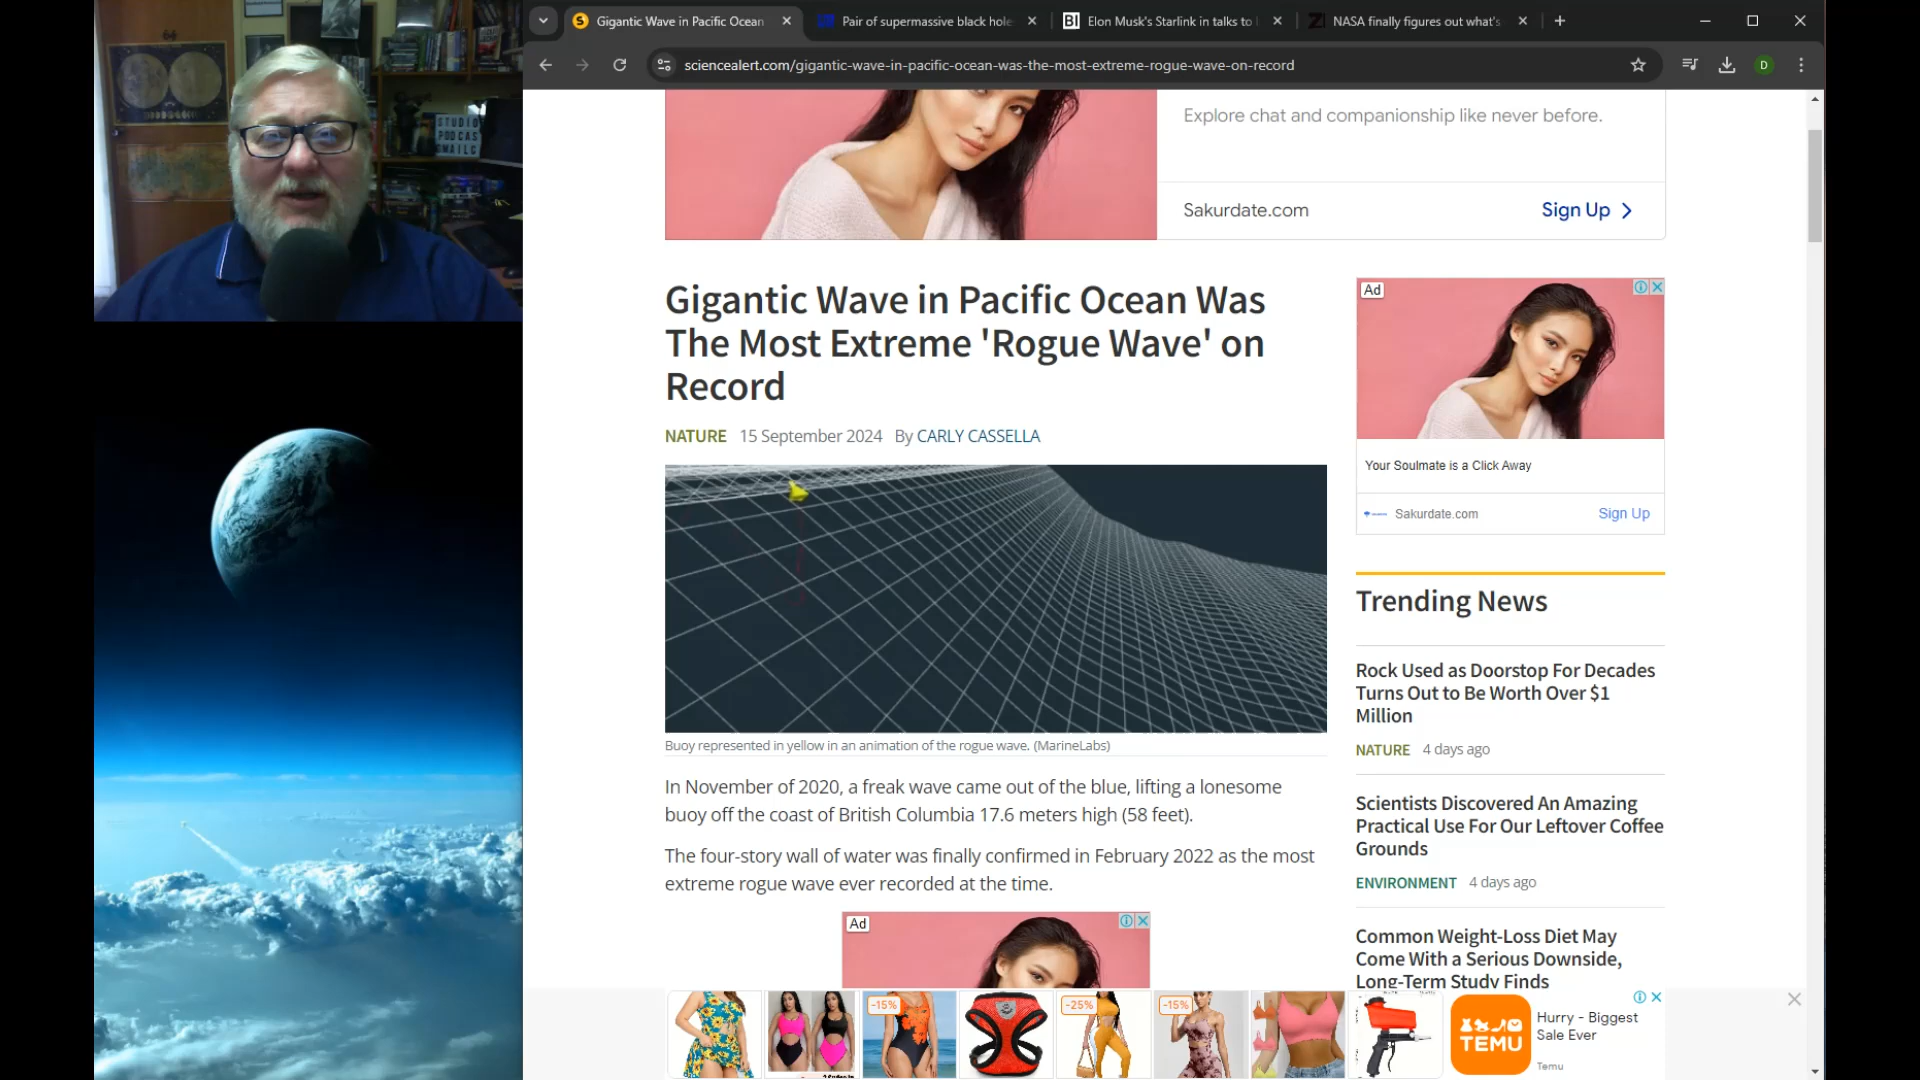 Gigantic Wave in Pacific Ocean
Pair of supermassive black hole
BI
Elon Musk's Starlink in talks to
NASA finally figures out what's
sciencealert.com/gigantic-wave-in-pacific-ocean-was-the-most-extreme-rogue-wave-on-record
D
STUDIO
PODCAS
Explore chat and companionship like never before.
Sakurdate.com
Sign Up
Gigantic Wave in Pacific Ocean Was
The Most Extreme 'Rogue Wave' on
Record
NATURE 15 September 2024 By CARLY CASSELLA
Buoy represented in yellow in an animation of the rogue wave. (MarineLabs)
In November of 2020, a freak wave came out of the blue, lifting a lonesome
buoy off the coast of British Columbia 17.6 meters high (58 feet).
The four-story wall of water was finally confirmed in February 2022 as the most
extreme rogue wave ever recorded at the time.
Ad
Ad
Your Soulmate is a Click Away
Sakurdate.com
Sign Up
Trending News
Rock Used as Doorstop For Decades
Turns Out to Be Worth Over $1
Million
NATURE 4 days ago
Scientists Discovered An Amazing
Practical Use For Our Leftover Coffee
Grounds
ENVIRONMENT 4 days ago
Common Weight-Loss Diet May
Come With a Serious Downside,
Long-Term Study Finds
-15%
-25%
-15%
TEMU
Hurry - Biggest
Sale Ever
Temu